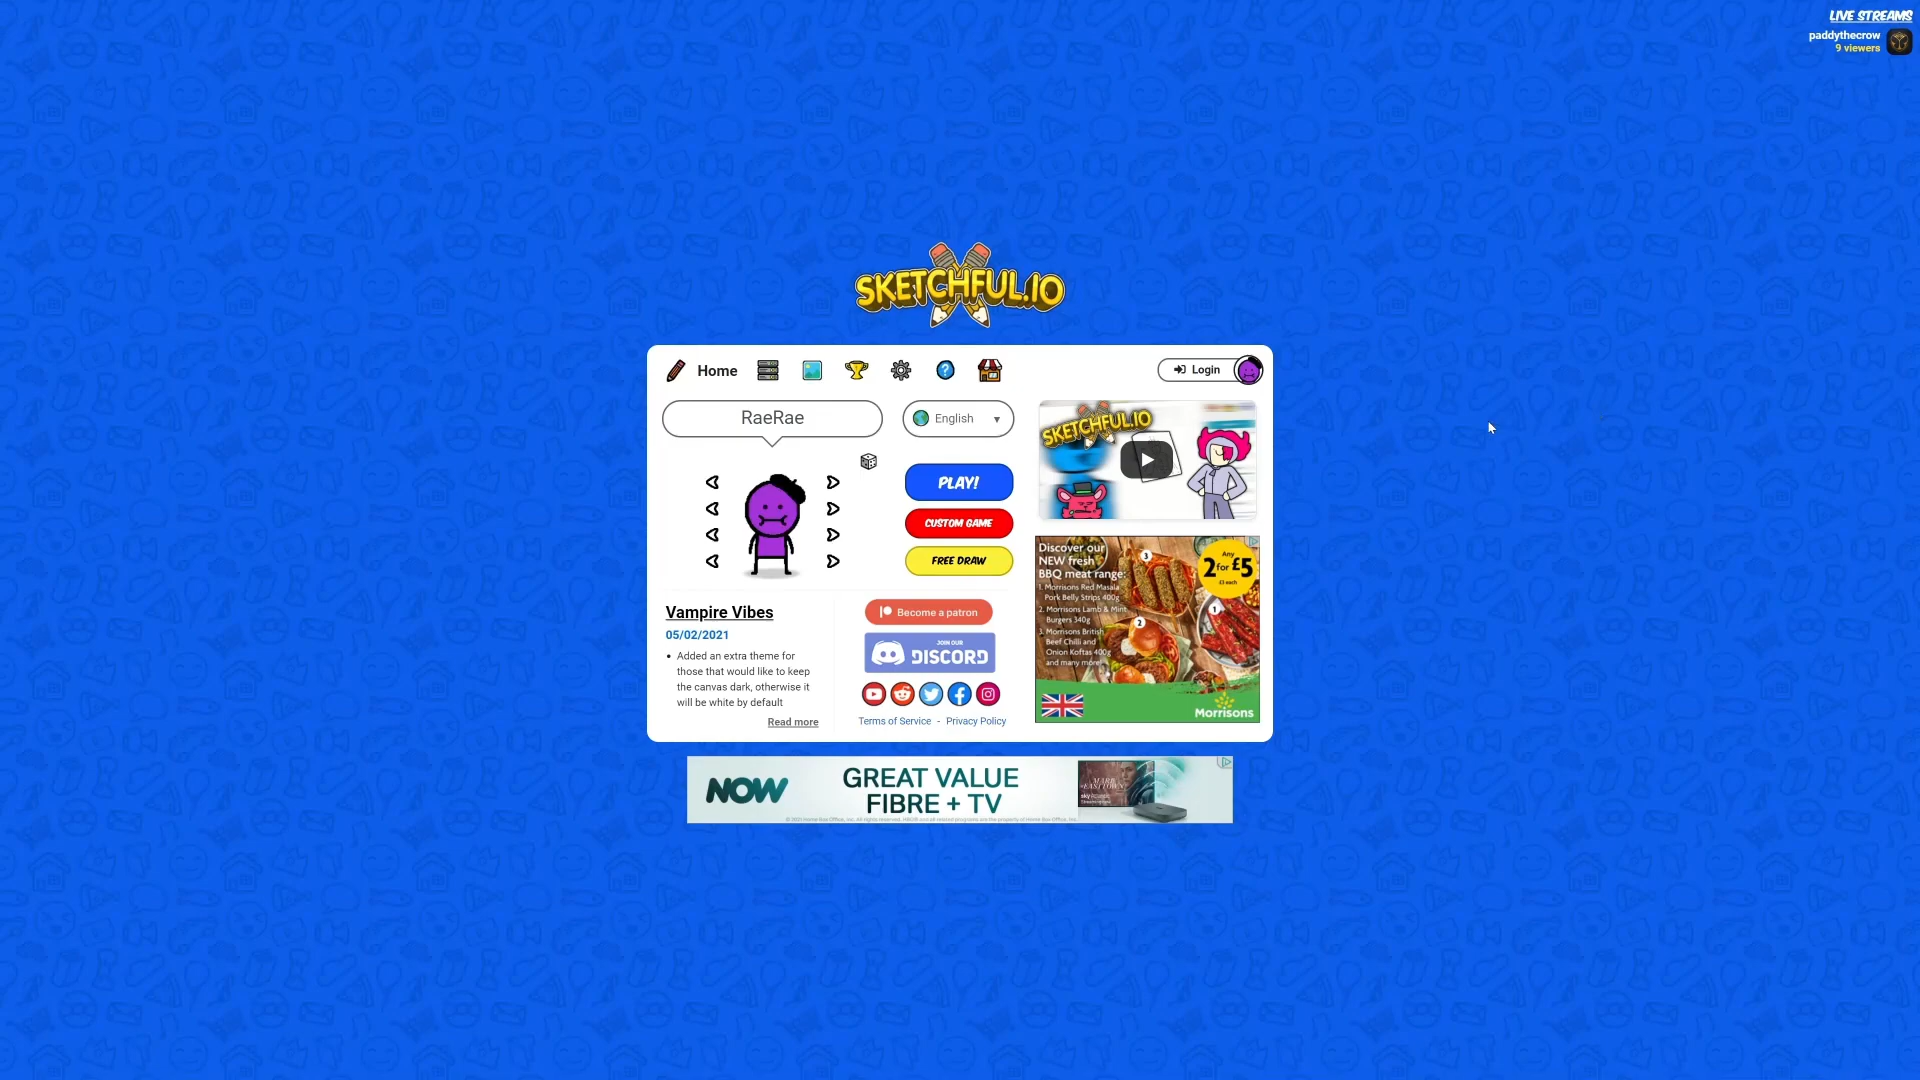 LIVE STREAMS
paddythecrow
9 viewers
SKETCHFUL.IO
Home
Login
RaeRae
English
PLAY!
CUSTOM GAME
FREE DRAW
SKETCHFUL.IO
Vampire Vibes
05/02/2021
Added an extra theme for
those that would like to keep
the canvas dark, otherwise it
will be white by default
Read more
Become a patron
JOIN OUR
DISCORD
Terms of Service - Privacy Policy
Discover our
NEW fresh
BBQ meat range:
1. Morrisons Red Masala
Pork Belly Strips 400g
2. Morrisons Lamb & Mint
Burgers 340g
3. Morrisons British
Beef Chilli and
Onion Koftas 400g
and many more!
Any
2 for £5
£3 each
3
1
2
Morrisons
NOW
GREAT VALUE
FIBRE + TV